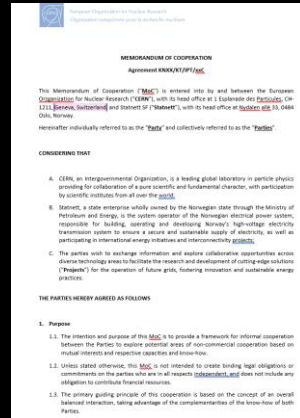 European Organization for Nuclear Research
Organisation européenne pour la recherche nucléaire
MEMORANDUM OF COOPERATION
Agreement KNXX/KT/IPT/xxC
This Memorandum of Cooperation ("MoC") is entered into by and between the European
Organization for Nuclear Research ("CERN"), with its head office at 1 Esplanade des Particules, CH-
1211, Geneva, Switzerland and Statnett SF ("Statnett"), with its head office at Nydalen allé 33, 0484
Oslo, Norway.
Hereinafter individually referred to as the "Party" and collectively referred to as the "Parties".
CONSIDERING THAT
A. CERN, an Intergovernmental Organization, is a leading global laboratory in particle physics
providing for collaboration of a pure scientific and fundamental character, with participation
by scientific institutes from all over the world.
B. Statnett, a state enterprise wholly owned by the Norwegian state through the Ministry of
Petroleum and Energy, is the system operator of the Norwegian electrical power system,
responsible for building, operating and developing Norway's high-voltage electricity
transmission system to ensure a secure and sustainable supply of electricity, as well as
participating in international energy initiatives and interconnectivity projects;
C. The parties wish to exchange information and explore collaborative opportunities across
diverse technology areas to facilitate the research and development of cutting-edge solutions
("Projects") for the operation of future grids, fostering innovation and sustainable energy
practices.
THE PARTIES HEREBY AGREED AS FOLLOWS
1. Purpose
1.1. The intention and purpose of this MoC is to provide a framework for informal cooperation
between the Parties to explore potential areas of non-commercial cooperation based on
mutual interests and respective capacities and know-how.
1.2. Unless stated otherwise, this MoC is not intended to create binding legal obligations or
commitments on the parties who are in all respects independent, and does not include any
obligation to contribute financial resources.
1.3. The primary guiding principle of this cooperation is the concept of an overall
balanced interaction, taking advantage of the complementarities of the know-how of both
Parties.